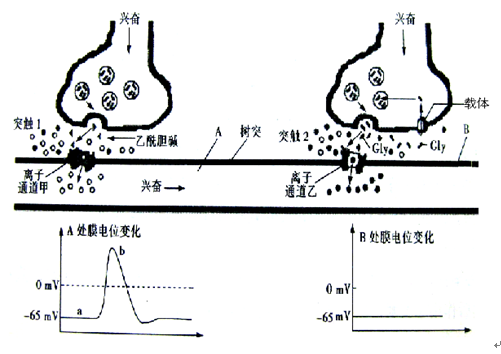 兴奋
兴奋
突触1
乙酰胆碱
A
树突
突触2
Gly
载体
Gly
B
离子
通道甲
兴奋
离子
通道乙
A 处膜电位变化
b
0 mV
a
-65 mV
B 处膜电位变化
0 mV
-65 mV